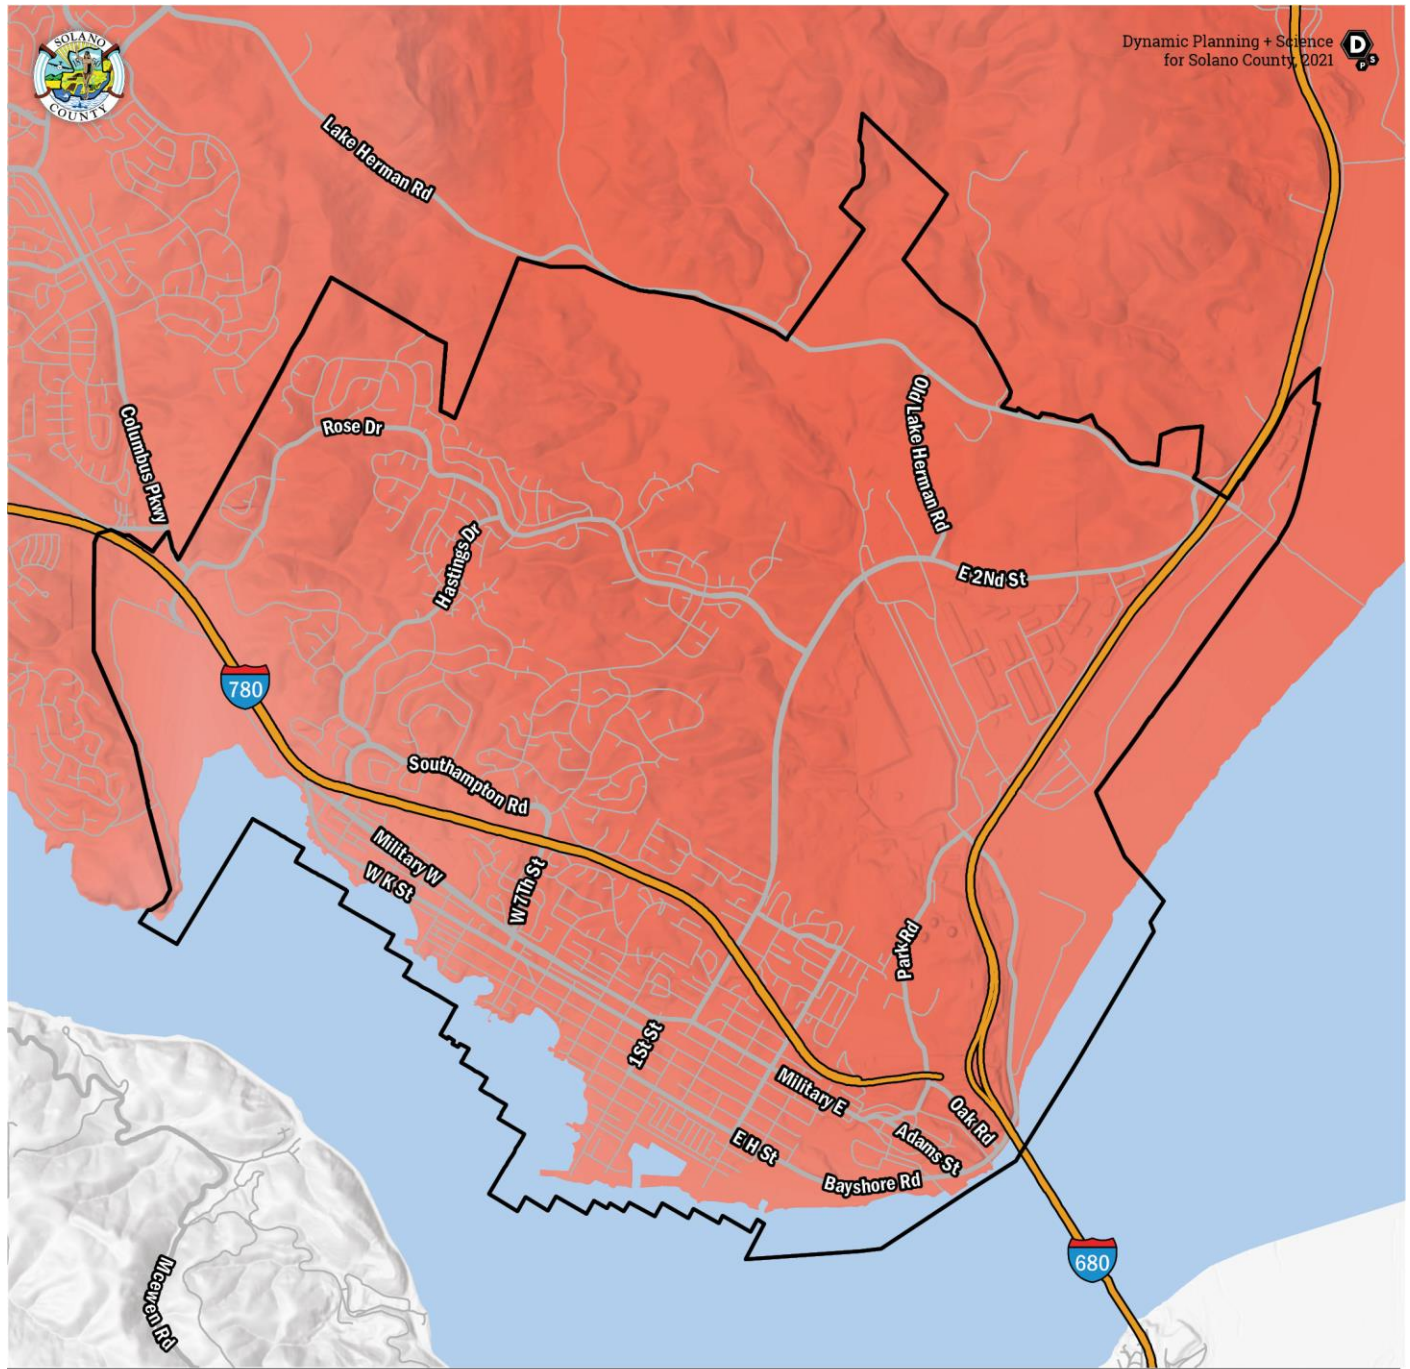 SOLANO
COUNTY
Dynamic Planning + Science
for Solano County, 2021
D
P S
Lake Herman Rd
Old Lake Herman Rd
Rose Dr
Columbus Pkwy
Hastings Dr
E 2Nd St
780
Southampton Rd
Military W
W K St
W 7Th St
Park Rd
1St St
Military E
Oak Rd
Adams St
E H St
Bayshore Rd
680
Mcewen Rd